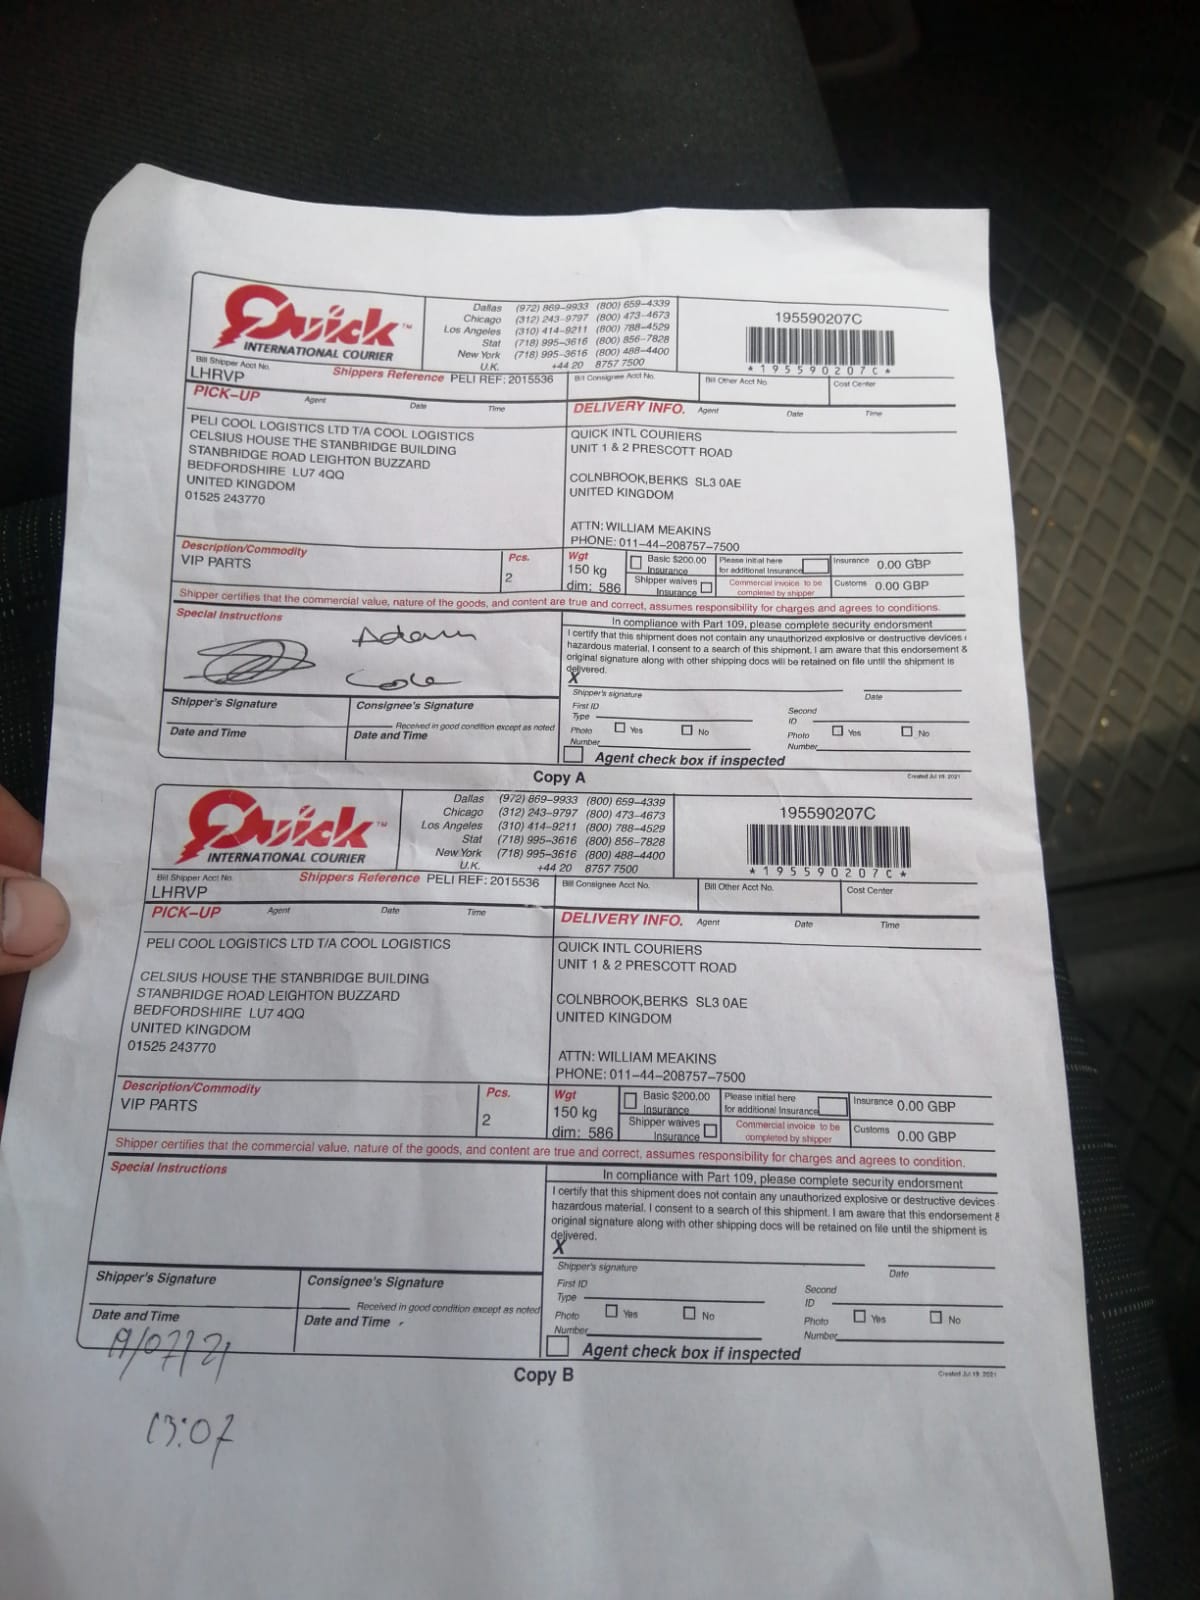 Quick™
INTERNATIONAL COURIER
Dallas (972) 869-9933 (800) 659-4339
Chicago (312) 243-9797 (800) 473-4673
Los Angeles (310) 414-9211 (800) 788-4529
Stat (718) 995-3616 (800) 856-7828
New York (718) 995-3616 (800) 488-4400
U.K. +44 20 8757 7500
195590207C
*195590207C*
Bill Shipper Acct No.
LHRVP
Shippers Reference PELI REF: 2015536
Bill Consignee Acct No.
Bill Other Acct No
Cost Center
PICK-UP Agent Date Time
DELIVERY INFO. Agent Date Time
PELI COOL LOGISTICS LTD T/A COOL LOGISTICS
CELSIUS HOUSE THE STANBRIDGE BUILDING
STANBRIDGE ROAD LEIGHTON BUZZARD
BEDFORDSHIRE LU7 4QQ
UNITED KINGDOM
01525 243770
QUICK INTL COURIERS
UNIT 1 & 2 PRESCOTT ROAD
COLNBROOK,BERKS SL3 0AE
UNITED KINGDOM
ATTN: WILLIAM MEAKINS
PHONE: 011-44-208757-7500
Description/Commodity
VIP PARTS
Pcs.
2
Wgt
150 kg
dim: 586
Basic $200.00
Insurance
Shipper waives
Insurance
Please initial here
for additional Insurance
Commercial invoice to be
completed by shipper
Insurance 0.00 GBP
Customs 0.00 GBP
Shipper certifies that the commercial value, nature of the goods, and content are true and correct, assumes responsibility for charges and agrees to conditions.
Special Instructions
Adam
Cole
In compliance with Part 109, please complete security endorsment
I certify that this shipment does not contain any unauthorized explosive or destructive devices
hazardous material. I consent to a search of this shipment. I am aware that this endorsement &
original signature along with other shipping docs will be retained on file until the shipment is
delivered.
X
Shipper's signature
Date
First ID
Type
Photo Yes No
Number
Second
ID
Photo Yes No
Number
Shipper's Signature
Consignee's Signature
Received in good condition except as noted
Date and Time
Date and Time
Agent check box if inspected
Copy A
Created Jul 19, 2021
Quick™
INTERNATIONAL COURIER
Dallas (972) 869-9933 (800) 659-4339
Chicago (312) 243-9797 (800) 473-4673
Los Angeles (310) 414-9211 (800) 788-4529
Stat (718) 995-3616 (800) 856-7828
New York (718) 995-3616 (800) 488-4400
U.K. +44 20 8757 7500
195590207C
*195590207C*
Bill Shipper Acct No.
LHRVP
Shippers Reference PELI REF: 2015536
Bill Consignee Acct No.
Bill Other Acct No.
Cost Center
PICK-UP Agent Date Time
DELIVERY INFO. Agent Date Time
PELI COOL LOGISTICS LTD T/A COOL LOGISTICS
CELSIUS HOUSE THE STANBRIDGE BUILDING
STANBRIDGE ROAD LEIGHTON BUZZARD
BEDFORDSHIRE LU7 4QQ
UNITED KINGDOM
01525 243770
QUICK INTL COURIERS
UNIT 1 & 2 PRESCOTT ROAD
COLNBROOK,BERKS SL3 0AE
UNITED KINGDOM
ATTN: WILLIAM MEAKINS
PHONE: 011-44-208757-7500
Description/Commodity
VIP PARTS
Pcs.
2
Wgt
150 kg
dim: 586
Basic $200.00
Insurance
Shipper waives
Insurance
Please initial here
for additional Insurance
Commercial invoice to be
completed by shipper
Insurance 0.00 GBP
Customs 0.00 GBP
Shipper certifies that the commercial value, nature of the goods, and content are true and correct, assumes responsibility for charges and agrees to condition.
Special Instructions
In compliance with Part 109, please complete security endorsment
I certify that this shipment does not contain any unauthorized explosive or destructive devices
hazardous material. I consent to a search of this shipment. I am aware that this endorsement &
original signature along with other shipping docs will be retained on file until the shipment is
delivered.
X
Shipper's signature
Date
First ID
Type
Photo Yes No
Number
Second
ID
Photo Yes No
Number
Shipper's Signature
Consignee's Signature
Received in good condition except as noted
Date and Time
Date and Time
Agent check box if inspected
Copy B
Created Jul 19, 2021
13:07